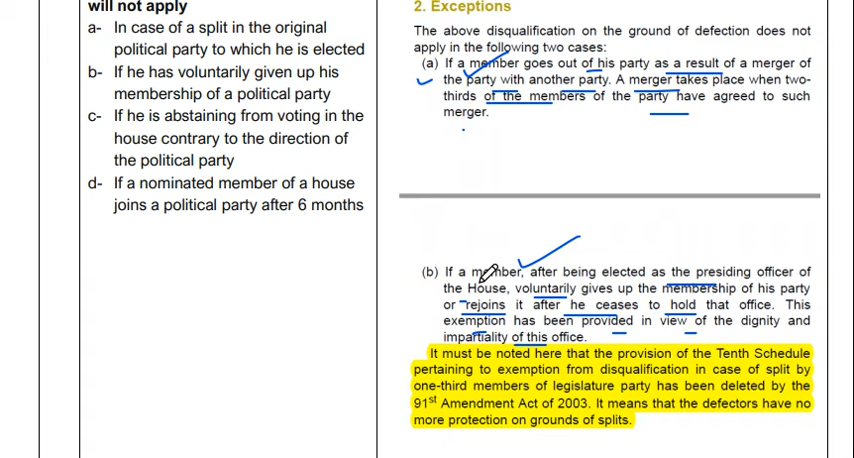 will not apply
a- In case of a split in the original
political party to which he is elected
b- If he has voluntarily given up his
membership of a political party
c- If he is abstaining from voting in the
house contrary to the direction of
the political party
d- If a nominated member of a house
joins a political party after 6 months
2. Exceptions
The above disqualification on the ground of defection does not
apply in the following two cases:
(a) If a member goes out of his party as a result of a merger of
the party with another party. A merger takes place when two-
thirds of the members of the party have agreed to such
merger.
(b) If a member, after being elected as the presiding officer of
the House, voluntarily gives up the membership of his party
or rejoins it after he ceases to hold that office. This
exemption has been provided in view of the dignity and
impartiality of this office.
It must be noted here that the provision of the Tenth Schedule
pertaining to exemption from disqualification in case of split by
one-third members of legislature party has been deleted by the
91st Amendment Act of 2003. It means that the defectors have no
more protection on grounds of splits.